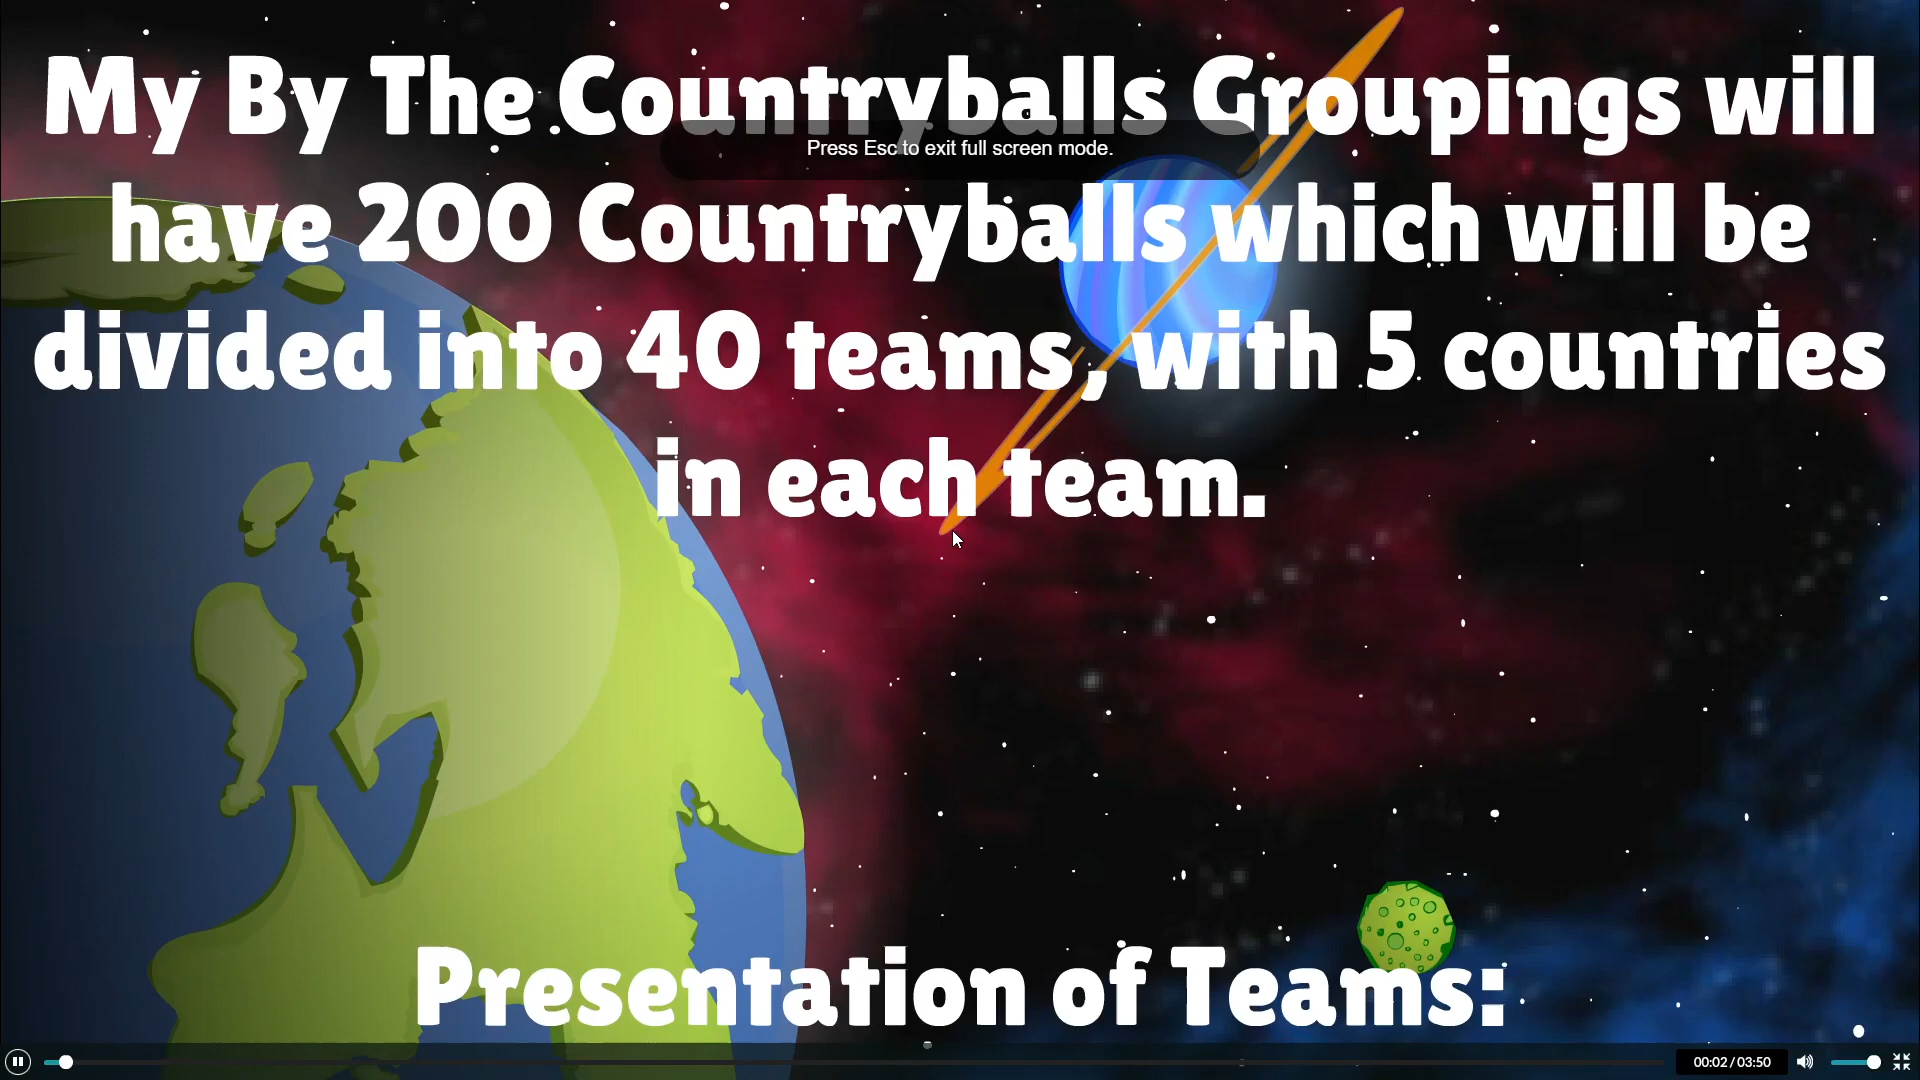 My By The Countryballs Groupings will
Press Esc to exit full screen mode.
have 200 Countryballs which will be
divided into 40 teams, with 5 countries
in each team.
Presentation of Teams:
00:02 / 03:50